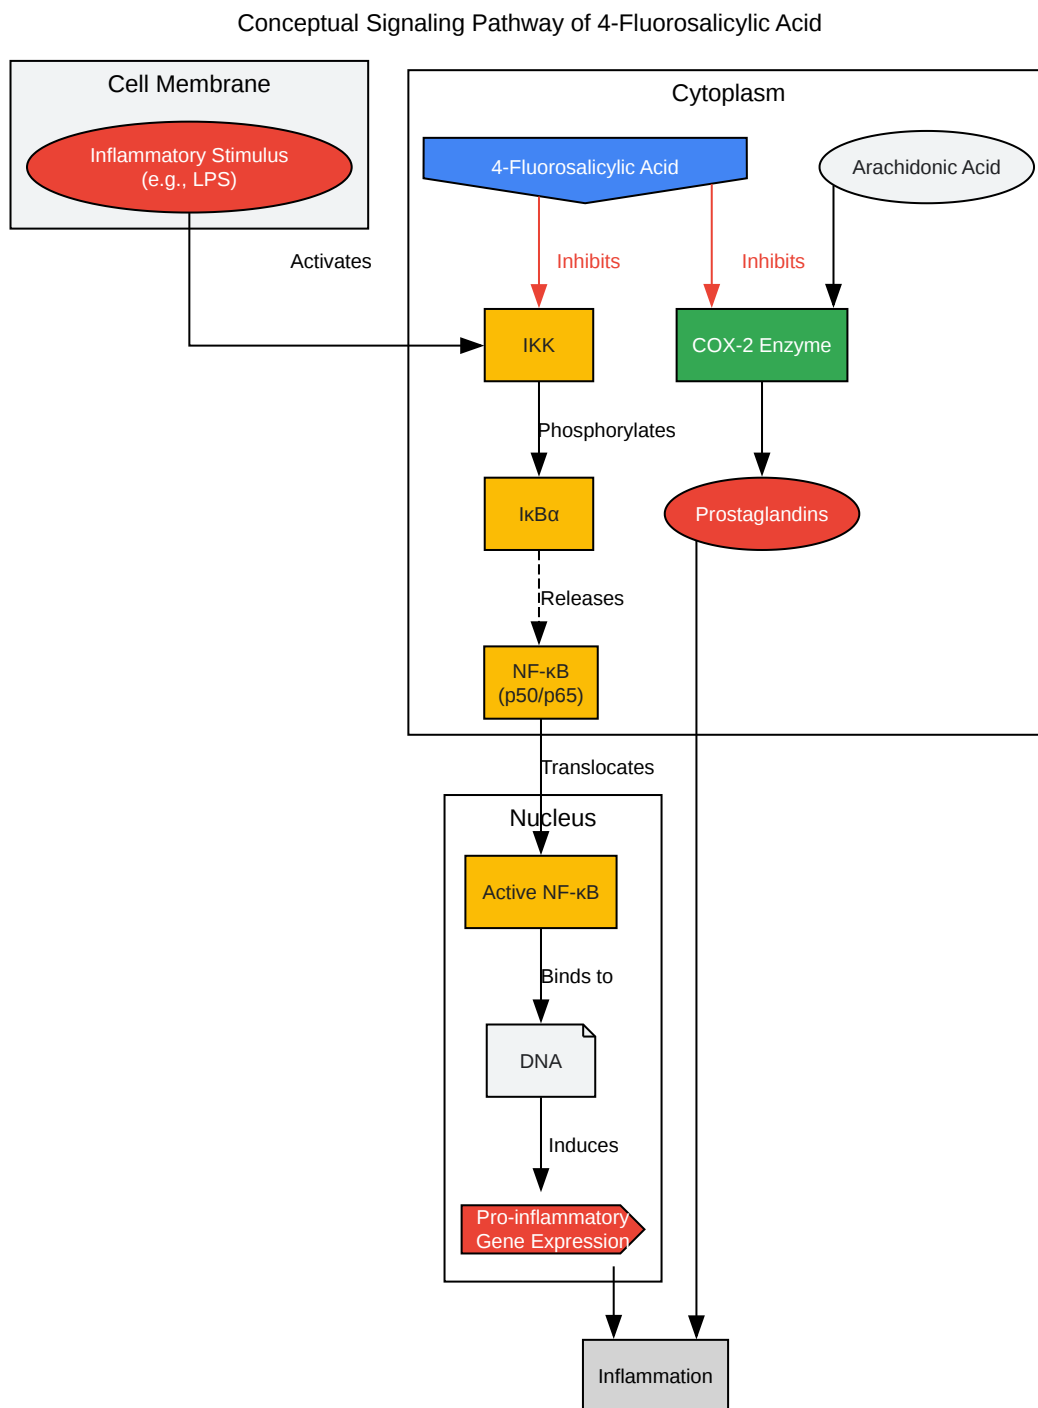 Conceptual Signaling Pathway of 4-Fluorosalicylic Acid
Cell Membrane
Inflammatory Stimulus
(e.g., LPS)
Cytoplasm
4-Fluorosalicylic Acid
Arachidonic Acid
Activates
Inhibits
Inhibits
IKK
COX-2 Enzyme
Phosphorylates
IκBα
Prostaglandins
Releases
NF-κB
(p50/p65)
Translocates
Nucleus
Active NF-κB
Binds to
DNA
Induces
Pro-inflammatory
Gene Expression
Inflammation